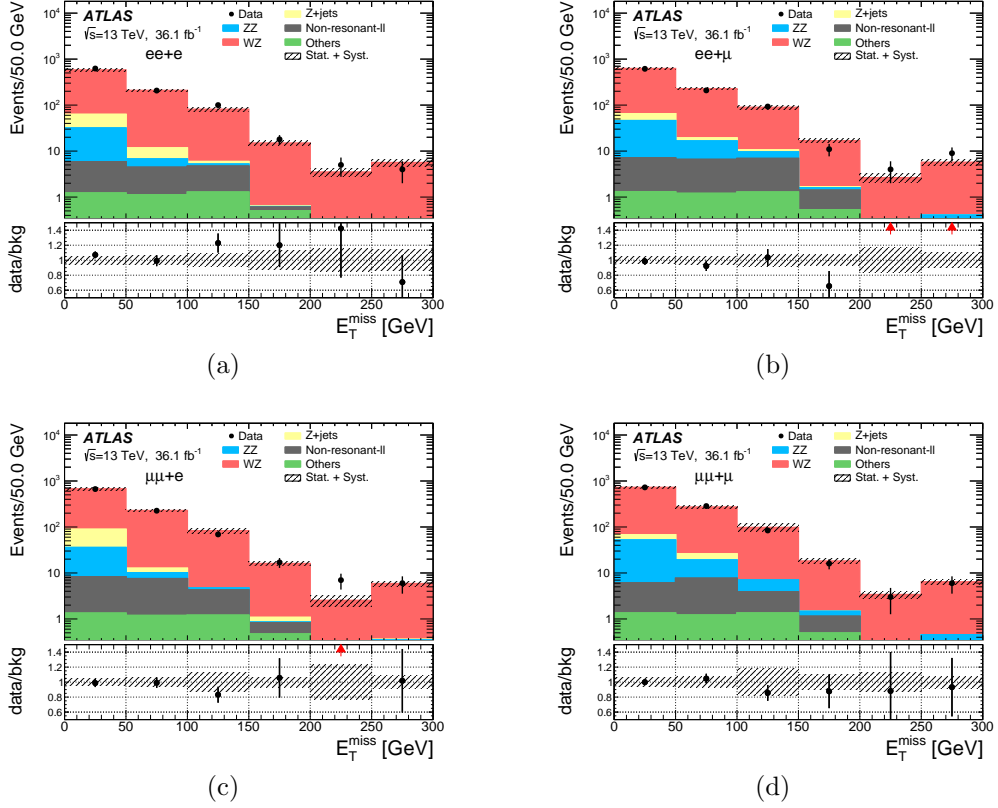 Events/50.0 GeV
ATLAS
√s=13 TeV, 36.1 fb⁻¹
ee+e
Data
ZZ
WZ
Z+jets
Non-resonant-ll
Others
Stat. + Syst.
10⁴
10³
10²
10
1
data/bkg
1.4
1.2
1
0.8
0.6
0 50 100 150 200 250 300
E_T^miss [GeV]
(a)
Events/50.0 GeV
ATLAS
√s=13 TeV, 36.1 fb⁻¹
ee+μ
Data
ZZ
WZ
Z+jets
Non-resonant-ll
Others
Stat. + Syst.
10⁴
10³
10²
10
1
data/bkg
1.4
1.2
1
0.8
0.6
0 50 100 150 200 250 300
E_T^miss [GeV]
(b)
Events/50.0 GeV
ATLAS
√s=13 TeV, 36.1 fb⁻¹
μμ+e
Data
ZZ
WZ
Z+jets
Non-resonant-ll
Others
Stat. + Syst.
10⁴
10³
10²
10
1
data/bkg
1.4
1.2
1
0.8
0.6
0 50 100 150 200 250 300
E_T^miss [GeV]
(c)
Events/50.0 GeV
ATLAS
√s=13 TeV, 36.1 fb⁻¹
μμ+μ
Data
ZZ
WZ
Z+jets
Non-resonant-ll
Others
Stat. + Syst.
10⁴
10³
10²
10
1
data/bkg
1.4
1.2
1
0.8
0.6
0 50 100 150 200 250 300
E_T^miss [GeV]
(d)